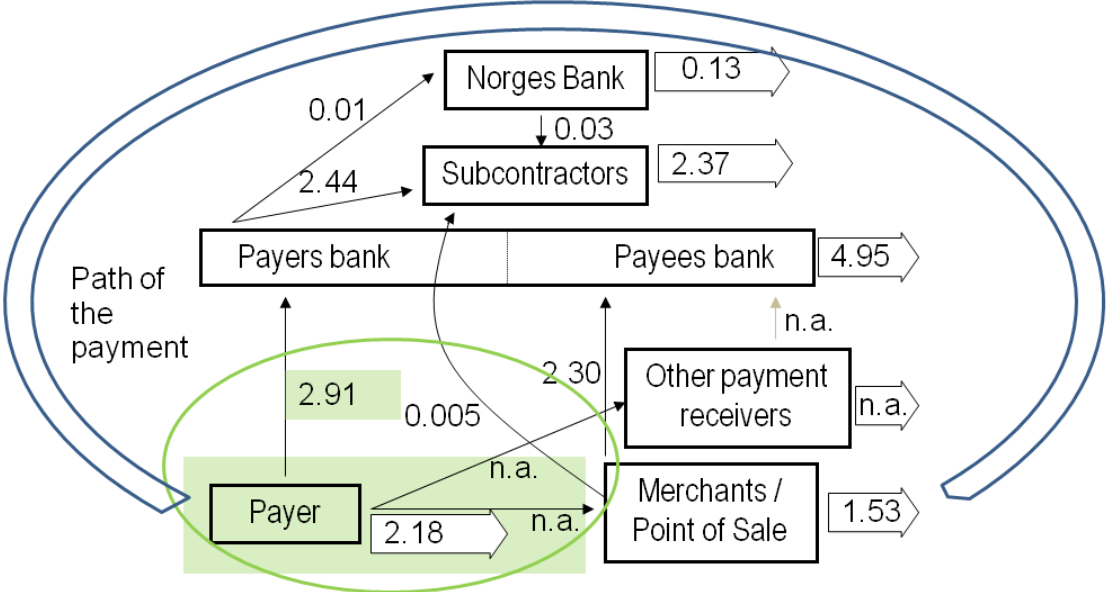 Norges Bank
0.13
0.01
0.03
Subcontractors
2.37
2.44
Payers bank
Payees bank
4.95
Path of
the
payment
n.a.
2.91
0.005
2.30
Other payment
receivers
n.a.
n.a.
Payer
2.18
n.a.
Merchants /
Point of Sale
1.53